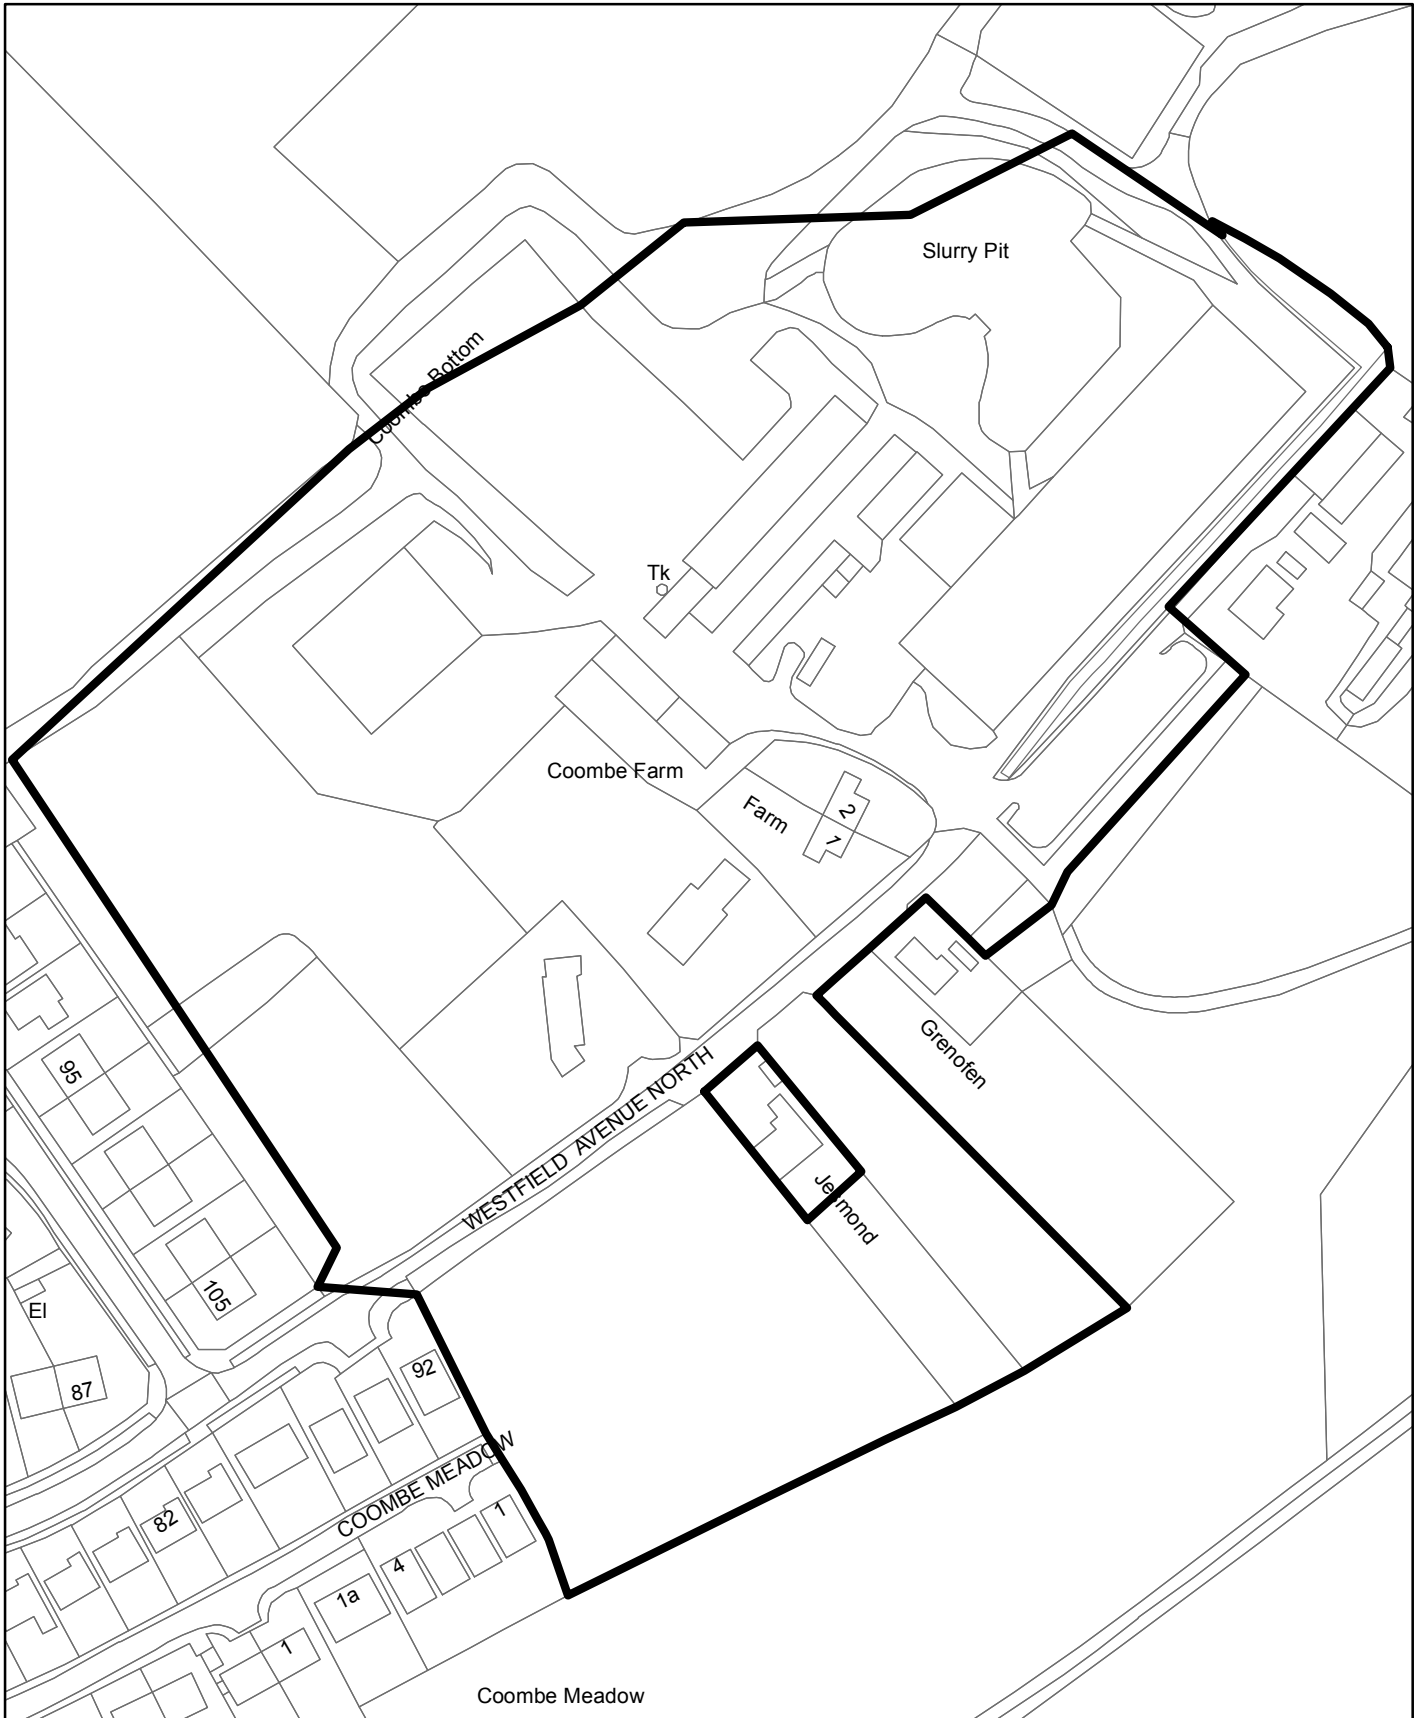 Slurry Pit
Coombe Bottom
Tk
Coombe Farm
Farm
2
1
Grenofen
95
WESTFIELD AVENUE NORTH
Jesmond
105
El
92
87
COOMBE MEADOW
82
1
4
1a
1
Coombe Meadow